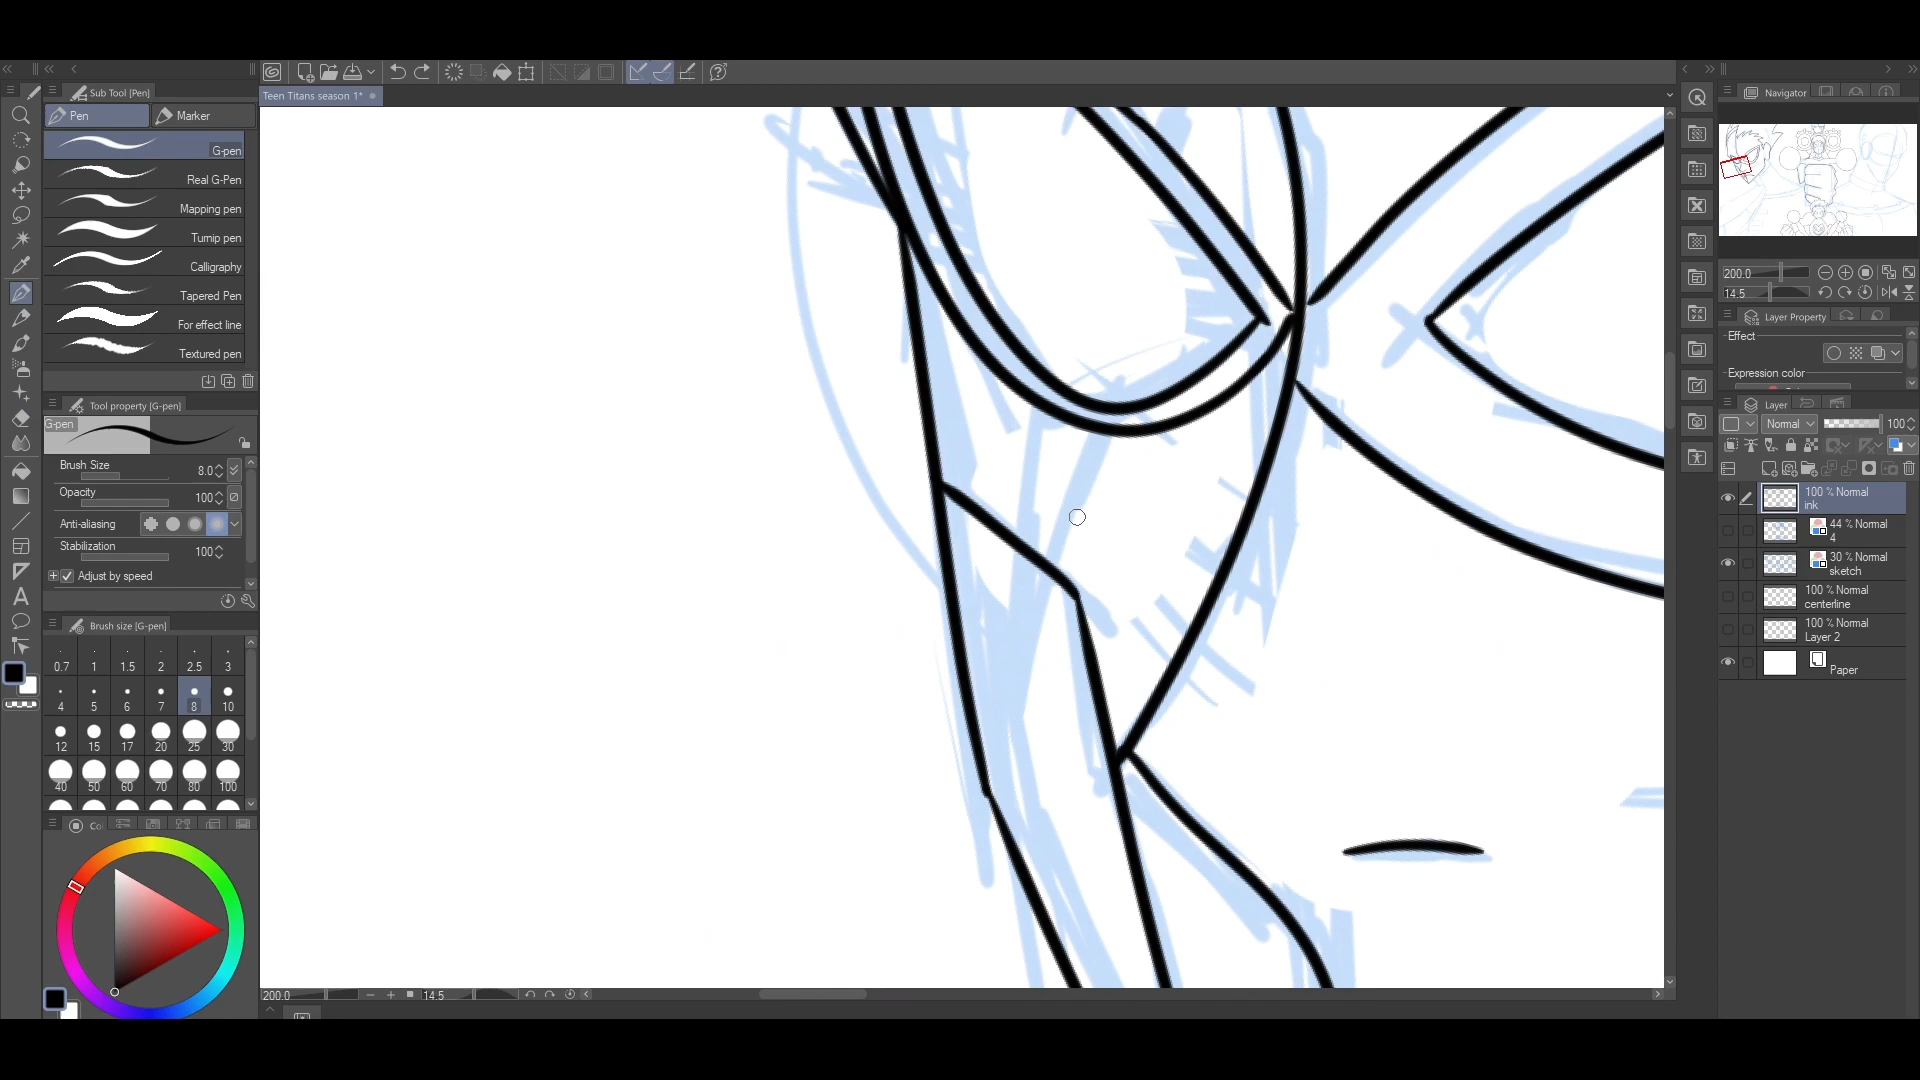 Sub Tool [Pen]
Pen
Marker
G-pen
Real G-Pen
Mapping pen
Turnip pen
Calligraphy
Tapered Pen
For effect line
Textured pen
Tool property [G-pen]
G-pen
Brush Size
8.0
Opacity
100
Anti-aliasing
Stabilization
100
Adjust by speed
Brush size [G-pen]
0.7 1 1.5 2 2.5 3
4 5 6 7 8 10
12 15 17 20 25 30
40 50 60 70 80 100
Co
Teen Titans season 1*
200.0
14.5
Navigator
200.0
14.5
Layer Property
Effect
Expression color
Layer
Normal
100
100 % Normal
ink
44 % Normal
4
30 % Normal
sketch
100 % Normal
centerline
100 % Normal
Layer 2
Paper